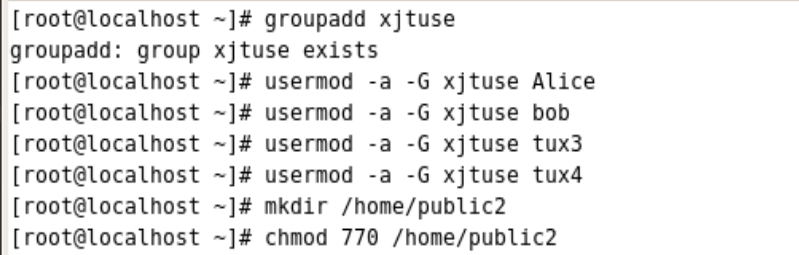 [root@localhost ~]# groupadd xjtuse
groupadd: group xjtuse exists
[root@localhost ~]# usermod -a -G xjtuse Alice
[root@localhost ~]# usermod -a -G xjtuse bob
[root@localhost ~]# usermod -a -G xjtuse tux3
[root@localhost ~]# usermod -a -G xjtuse tux4
[root@localhost ~]# mkdir /home/public2
[root@localhost ~]# chmod 770 /home/public2